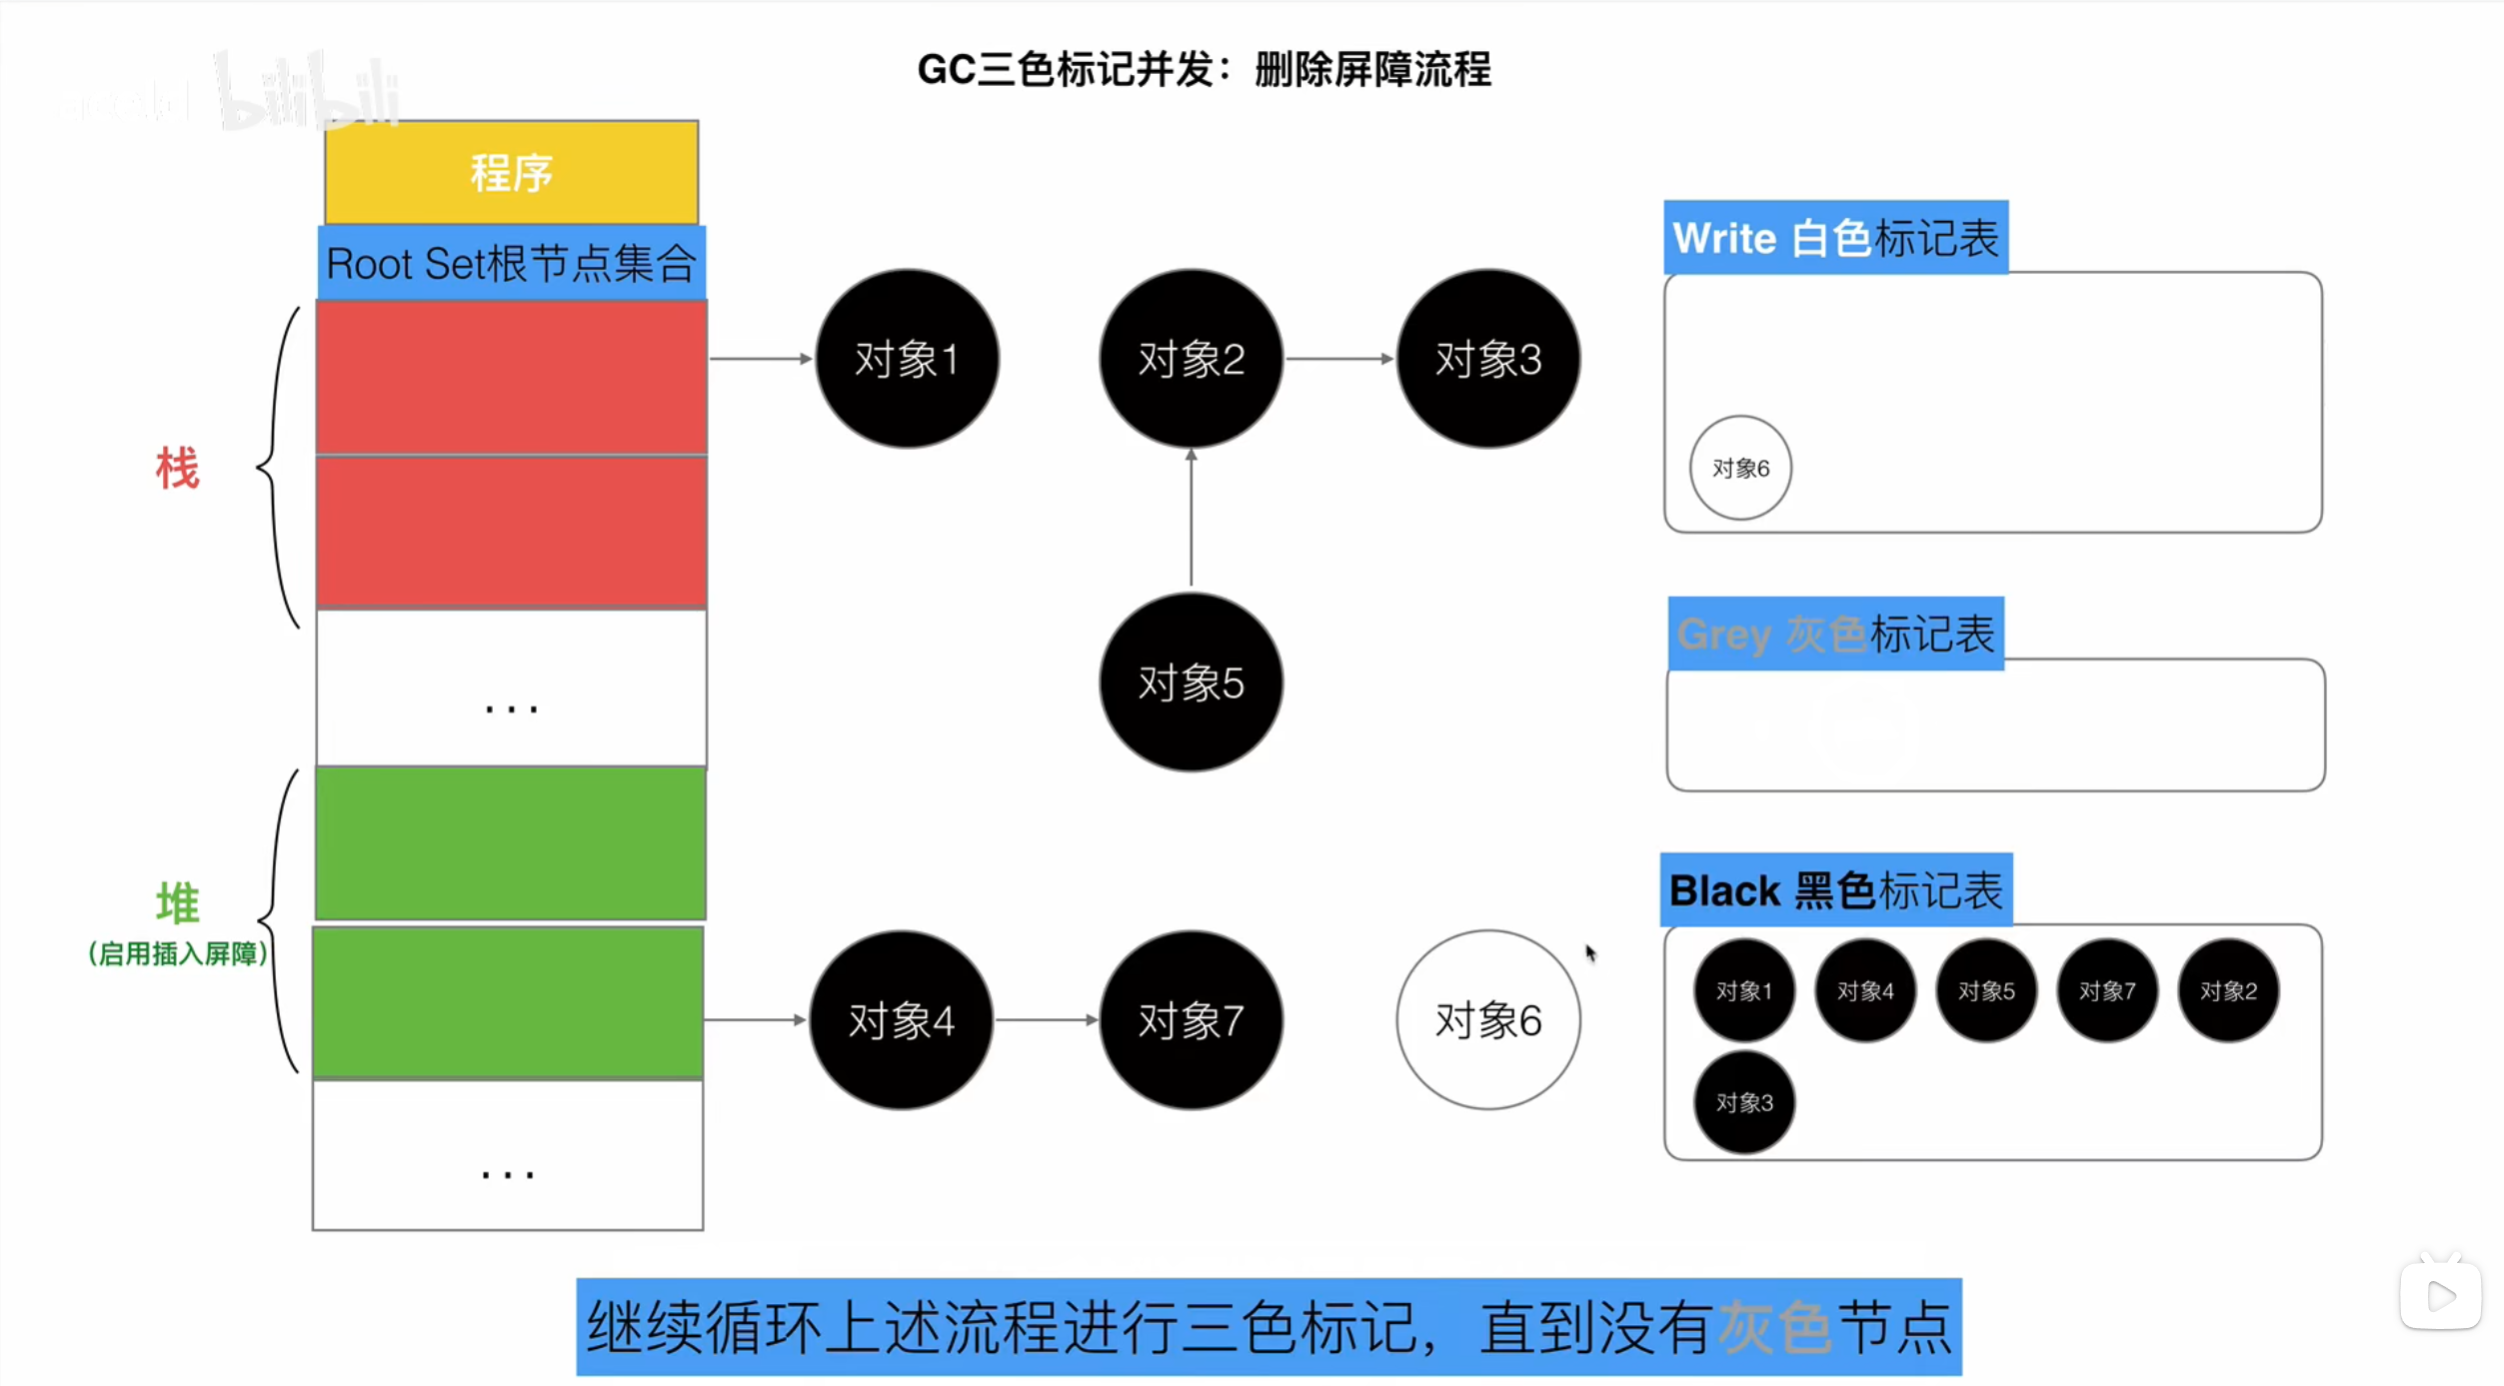 GC三色标记并发：删除屏障流程
bilibili
程序
Root Set根节点集合
栈
...
堆
（启用插入屏障）
...
对象1
对象2
对象3
对象5
对象4
对象7
对象6
Write 白色标记表
对象6
Grey 灰色标记表
Black 黑色标记表
对象1
对象4
对象5
对象7
对象2
对象3
继续循环上述流程进行三色标记，直到没有灰色节点